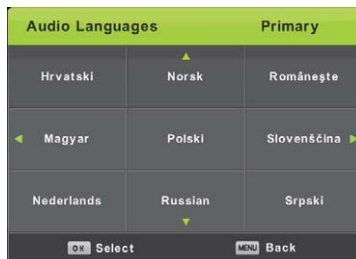 Audio Languages Primary
Hrvatski Norsk Românește
Magyar Polski Slovenščina
Nederlands Russian Srpski
OK Select MENU Back